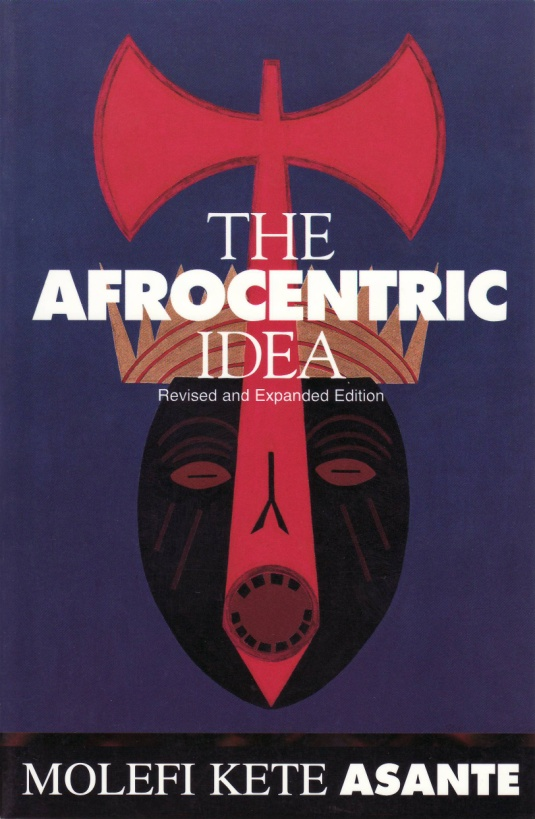 THE
AFROCENTRIC
IDEA
Revised and Expanded Edition
MOLEFI KETE ASANTE